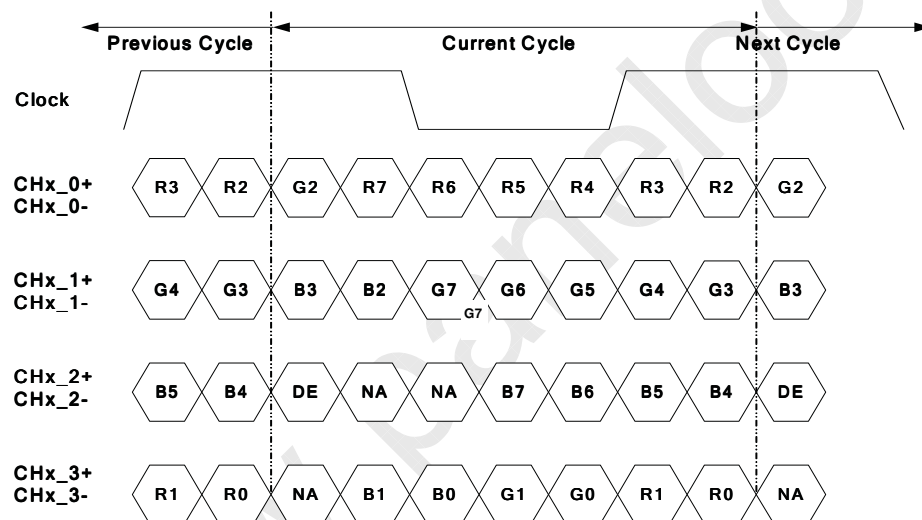 Previous Cycle Current Cycle Next Cycle
Clock
CHx_0+
CHx_0-
R3 R2 G2 R7 R6 R5 R4 R3 R2 G2
CHx_1+
CHx_1-
G4 G3 B3 B2 G7 G6 G5 G4 G3 B3
G7
CHx_2+
CHx_2-
B5 B4 DE NA NA B7 B6 B5 B4 DE
CHx_3+
CHx_3-
R1 R0 NA B1 B0 G1 G0 R1 R0 NA
paneloo